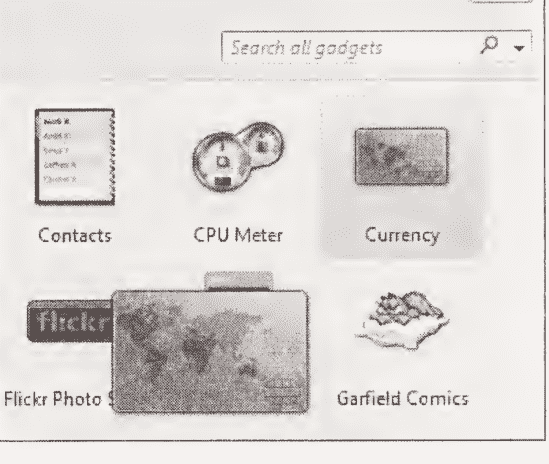 Search all gadgets
Contacts
CPU Meter
Currency
flickr
Flickr Photo
Garfield Comics